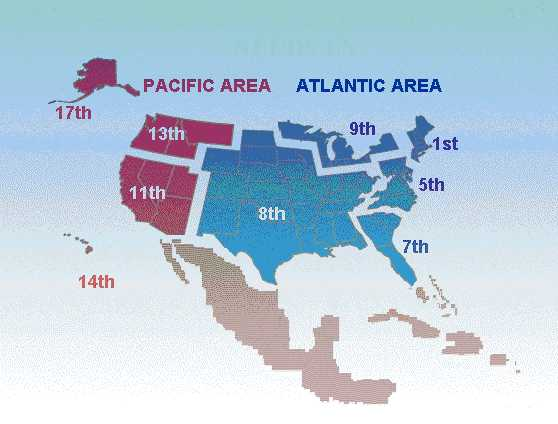 PACIFIC AREA ATLANTIC AREA
17th
13th
9th
1st
11th
5th
8th
7th
14th